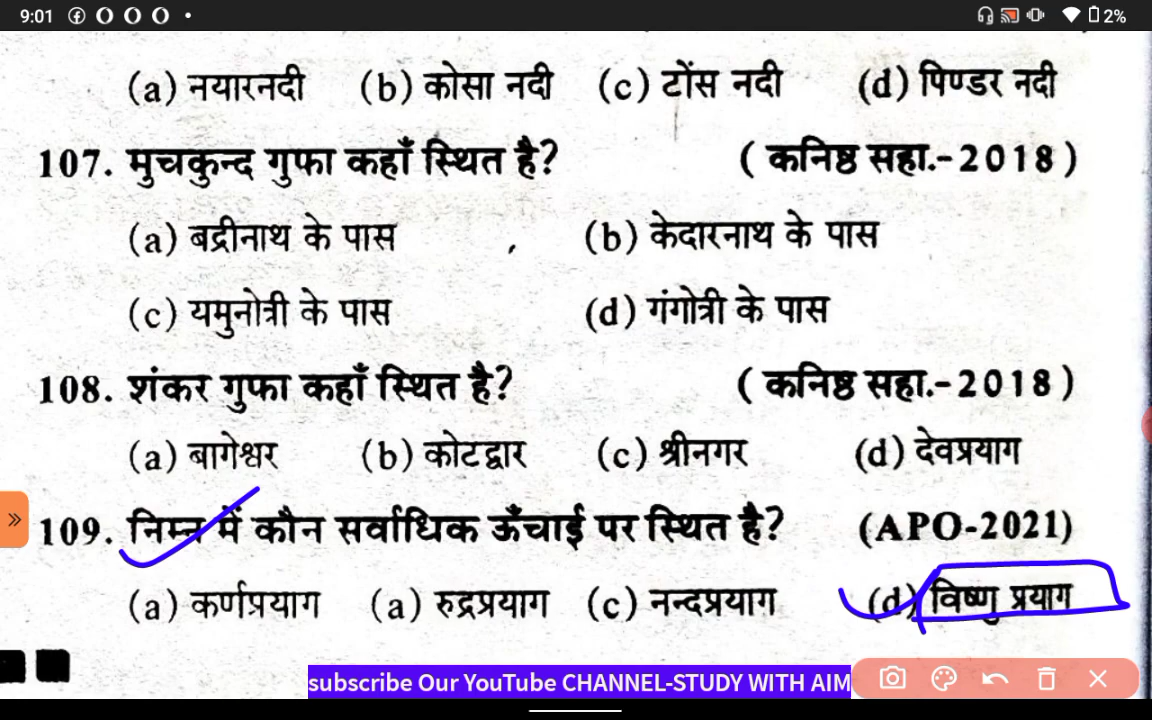 9:01 2%
(a) नयारनदी (b) कोसा नदी (c) टोंस नदी (d) पिण्डर नदी
107. मुचकुन्द गुफा कहाँ स्थित है? ( कनिष्ठ सहा.-2018)
(a) बद्रीनाथ के पास (b) केदारनाथ के पास
(c) यमुनोत्री के पास (d) गंगोत्री के पास
108. शंकर गुफा कहाँ स्थित है? ( कनिष्ठ सहा.-2018)
(a) बागेश्वर (b) कोटद्वार (c) श्रीनगर (d) देवप्रयाग
109. निम्न में कौन सर्वाधिक ऊँचाई पर स्थित है? (APO-2021)
(a) कर्णप्रयाग (a) रुद्रप्रयाग (c) नन्दप्रयाग (d) विष्णु प्रयाग
subscribe Our YouTube CHANNEL-STUDY WITH AIM